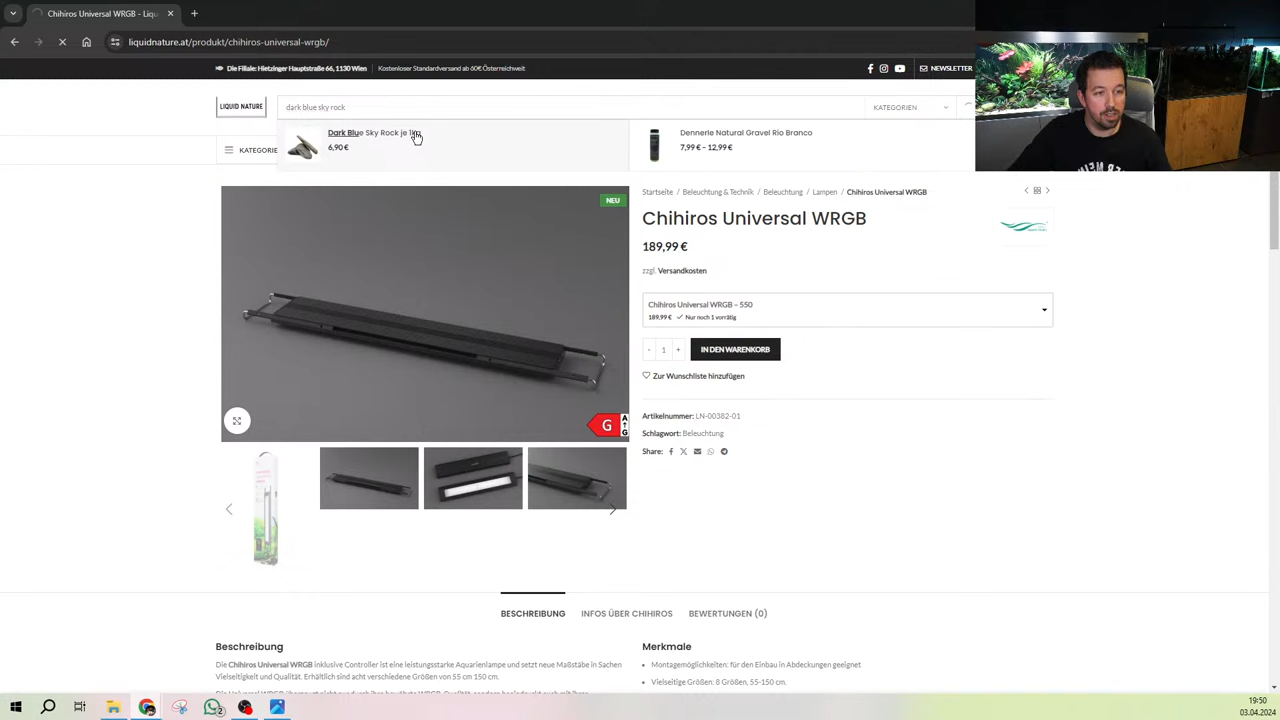 Chihiros Universal WRGB - Liqu
liquidnature.at/produkt/chihiros-universal-wrgb/
Die Filiale: Hietzinger Hauptstraße 66, 1130 Wien
Kostenloser Standardversand ab 60€ Österreichweit
NEWSLETTER
LIQUID NATURE
dark blue sky rock
KATEGORIEN
Dark Blue Sky Rock je 1kg
6,90 €
Dennerle Natural Gravel Rio Branco
7,99 € – 12,99 €
KATEGORIE
Startseite / Beleuchtung & Technik / Beleuchtung / Lampen / Chihiros Universal WRGB
NEU
Chihiros Universal WRGB
189,99 €
zzgl. Versandkosten
Chihiros Universal WRGB – 550
189,99 € Nur noch 1 vorrätig
- 1 +
IN DEN WARENKORB
Zur Wunschliste hinzufügen
G
A
G
Artikelnummer: LN-00382-01
Schlagwort: Beleuchtung
Share:
BESCHREIBUNG
INFOS ÜBER CHIHIROS
BEWERTUNGEN (0)
Beschreibung
Die Chihiros Universal WRGB inklusive Controller ist eine leistungsstarke Aquarienlampe und setzt neue Maßstäbe in Sachen
Vielseitigkeit und Qualität. Erhältlich sind acht verschiedene Größen von 55 cm 150 cm.
Merkmale
Montagemöglichkeiten: für den Einbau in Abdeckungen geeignet
Vielseitige Größen: 8 Größen, 55-150 cm.
2
19:50
03.04.2024